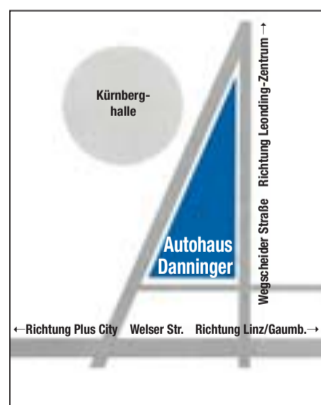 Kürnberg-
halle
Wegscheider Straße Richtung Leonding-Zentrum→
Autohaus
Danninger
←Richtung Plus City Welser Str. Richtung Linz/Gaumb.→